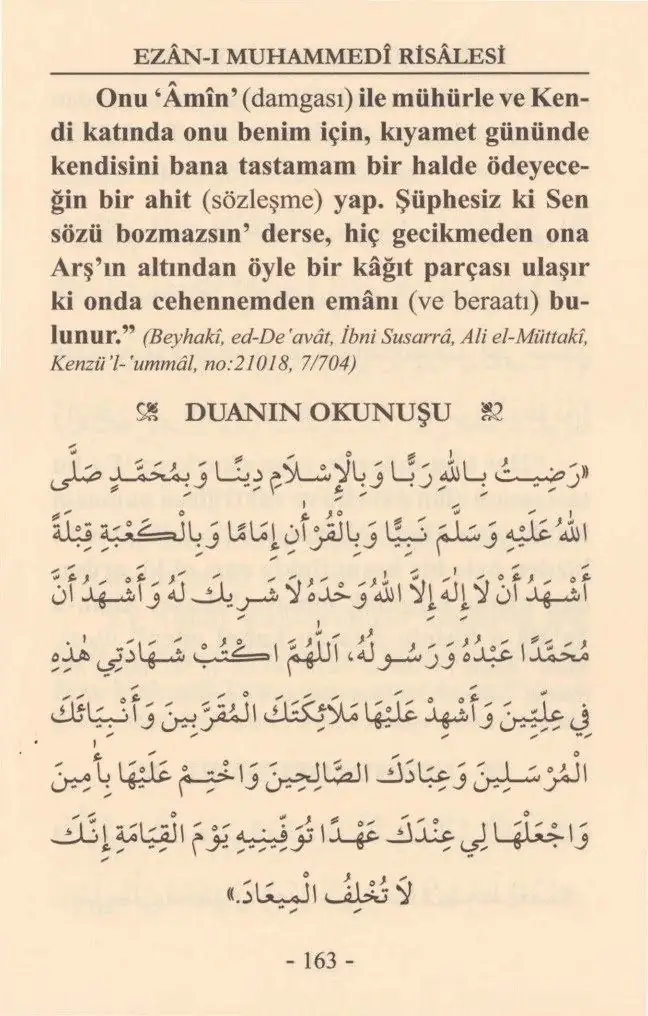 EZÂN-I MUHAMMEDÎ RİSÂLESİ
Onu ‘Âmîn’ (damgası) ile mühürle ve Ken-
di katında onu benim için, kıyamet gününde
kendisini bana tastamam bir halde ödeyece-
ğin bir ahit (sözleşme) yap. Şüphesiz ki Sen
sözü bozmazsın’ derse, hiç gecikmeden ona
Arş’ın altından öyle bir kâğıt parçası ulaşır
ki onda cehennemden emânı (ve beraatı) bu-
lunur.” (Beyhakî, ed-De‘avât, İbni Susarrâ, Ali el-Müttakî,
Kenzü’l-‘ummâl, no:21018, 7/704)
DUANIN OKUNUŞU
«رَضِيتُ بِاللهِ رَبًّا وَبِالْإِسْلَامِ دِينًا وَبِمُحَمَّدٍ صَلَّى
اللهُ عَلَيْهِ وَسَلَّمَ نَبِيًّا وَبِالْقُرْأٰنِ إِمَامًا وَبِالْكَعْبَةِ قِبْلَةً
أَشْهَدُ أَنْ لَا إِلٰهَ إِلَّا اللهُ وَحْدَهُ لَا شَرِيكَ لَهُ وَأَشْهَدُ أَنَّ
مُحَمَّدًا عَبْدُهُ وَرَسُولُهُ، اَللّٰهُمَّ اكْتُبْ شَهَادَتِي هٰذِهِ
فِي عِلِّيِّينَ وَأَشْهِدْ عَلَيْهَا مَلَائِكَتَكَ الْمُقَرَّبِينَ وَأَنْبِيَائَكَ
الْمُرْسَلِينَ وَعِبَادَكَ الصَّالِحِينَ وَاخْتِمْ عَلَيْهَا بِأٰمِينَ
وَاجْعَلْهَا لِي عِنْدَكَ عَهْدًا تُوَفِّينِيهِ يَوْمَ الْقِيَامَةِ إِنَّكَ
لَا تُخْلِفُ الْمِيعَادَ.»
- 163 -